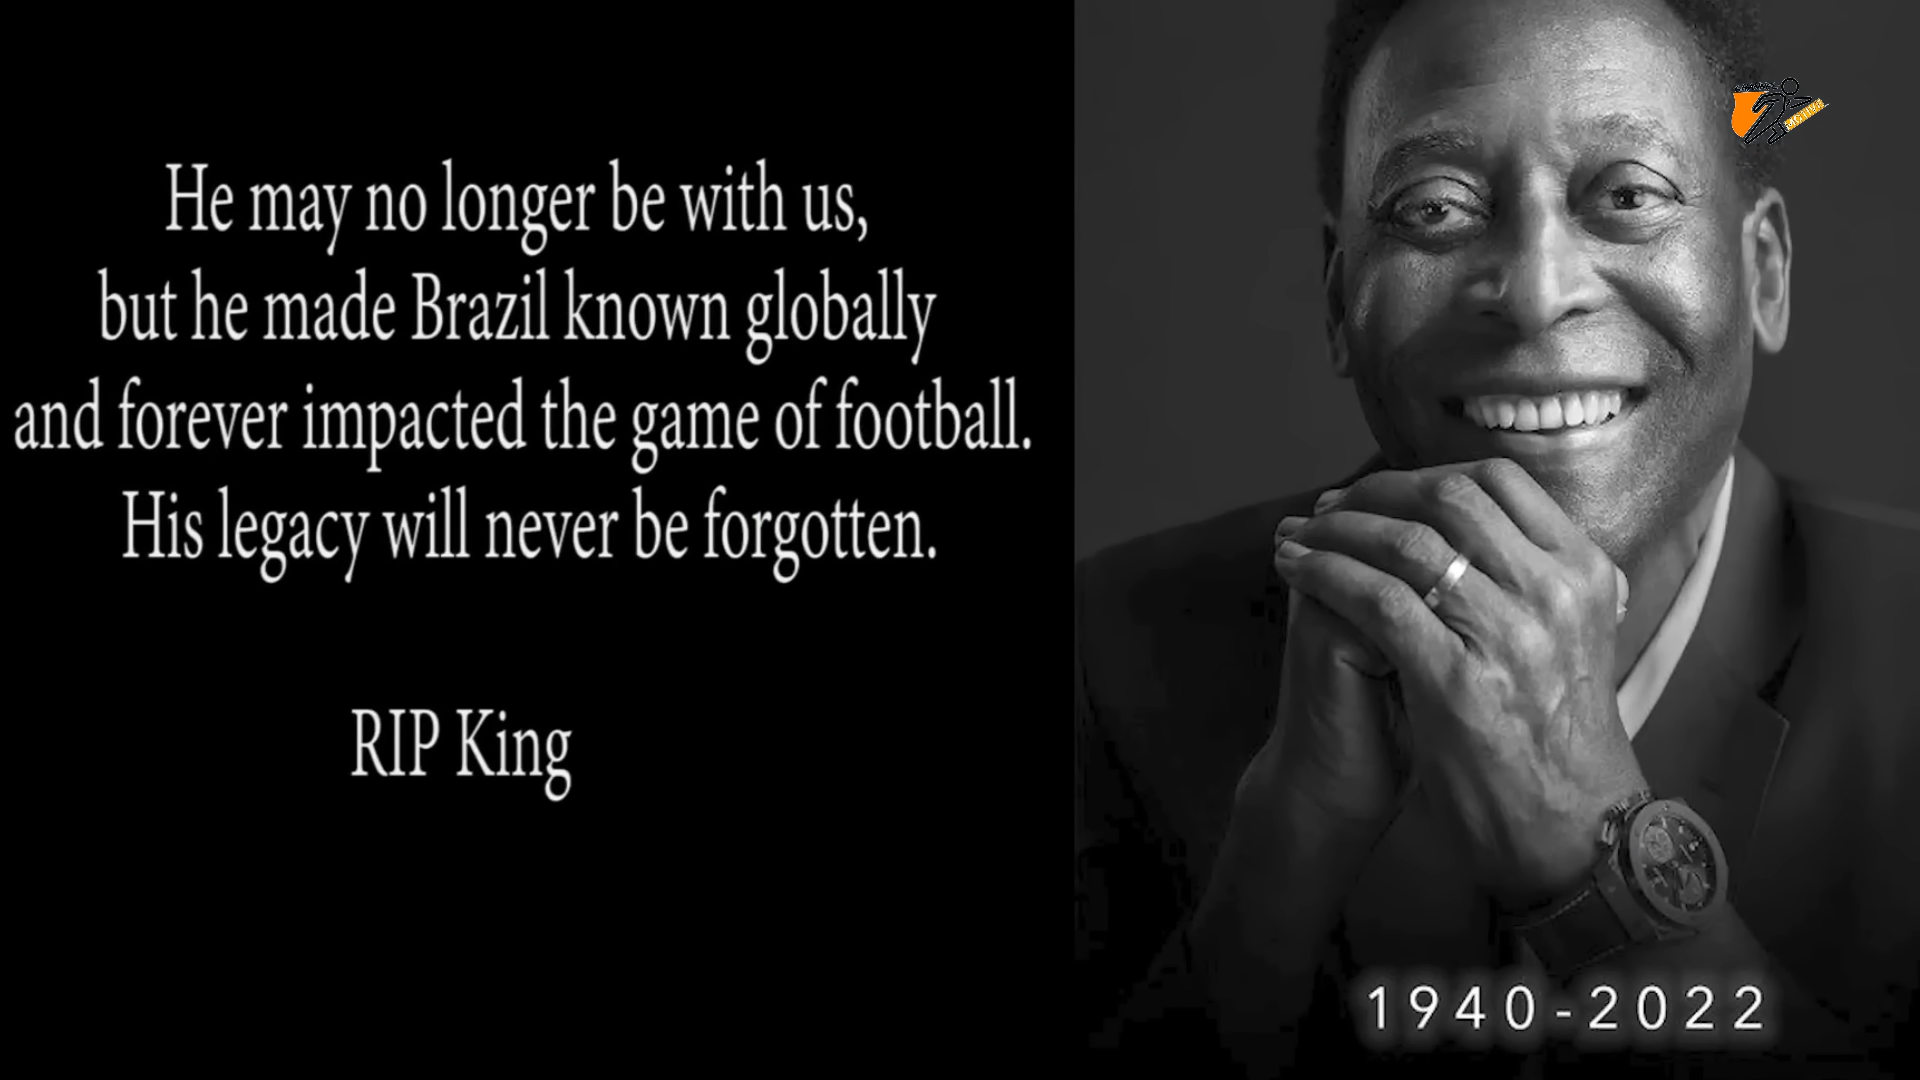 He may no longer be with us,
but he made Brazil known globally
and forever impacted the game of football.
His legacy will never be forgotten.
RIP King
1940-2022